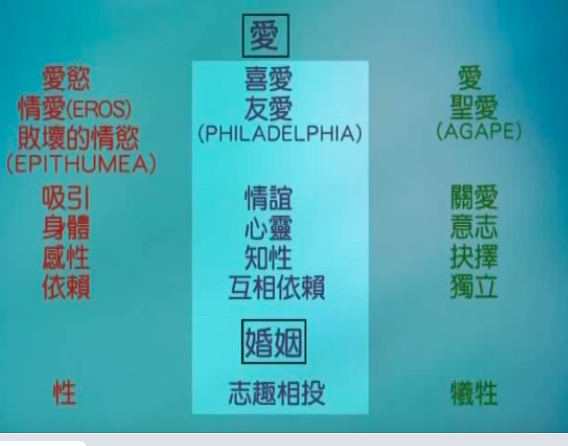 愛
愛慾 喜愛 愛
情愛(EROS) 友愛 聖愛
敗壞的情慾 (PHILADELPHIA) (AGAPE)
(EPITHUMEA)
吸引 情誼 關愛
身體 心靈 意志
感性 知性 抉擇
依賴 互相依賴 獨立
婚姻
性 志趣相投 犧牲